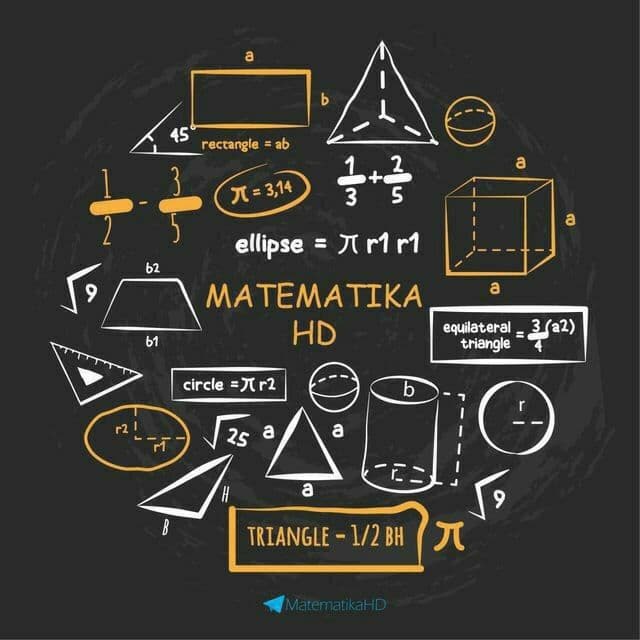 a
b
45°
rectangle = ab
1/2 - 3/5
π = 3,14
1/3 + 2/5
a
a
a
ellipse = π r1 r1
√9
b2
b1
MATEMATIKA
HD
equilateral triangle = 3/4 (a2)
circle = π r2
r2
r1
√25
a
a
a
b
r
r
√9
H
B
TRIANGLE - 1/2 BH
π
MatematikaHD